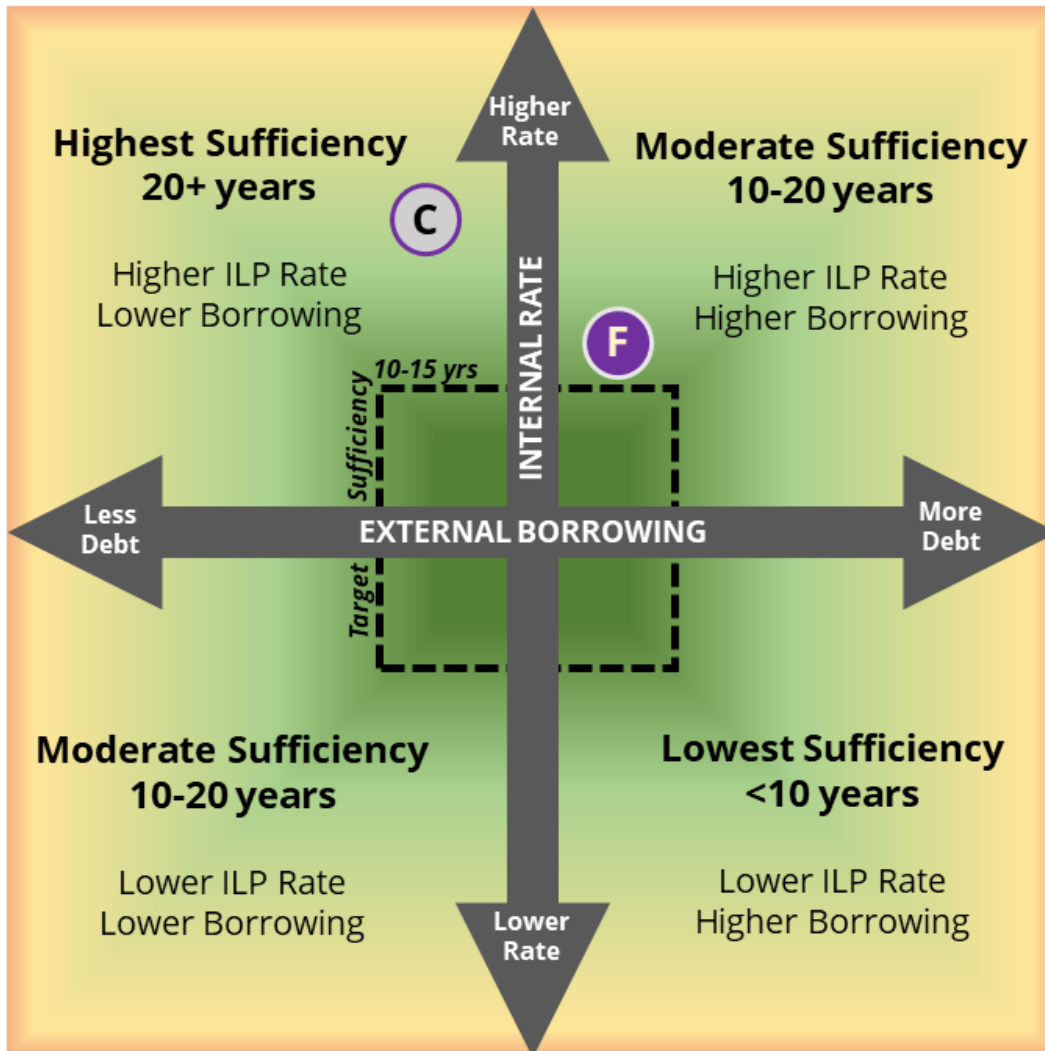 Higher
Rate
Highest Sufficiency
20+ years
Moderate Sufficiency
10-20 years
C
Higher ILP Rate
Lower Borrowing
Higher ILP Rate
Higher Borrowing
INTERNAL RATE
F
10-15 yrs
Target Sufficiency
Less
Debt
EXTERNAL BORROWING
More
Debt
Moderate Sufficiency
10-20 years
Lowest Sufficiency
<10 years
Lower ILP Rate
Lower Borrowing
Lower ILP Rate
Higher Borrowing
Lower
Rate